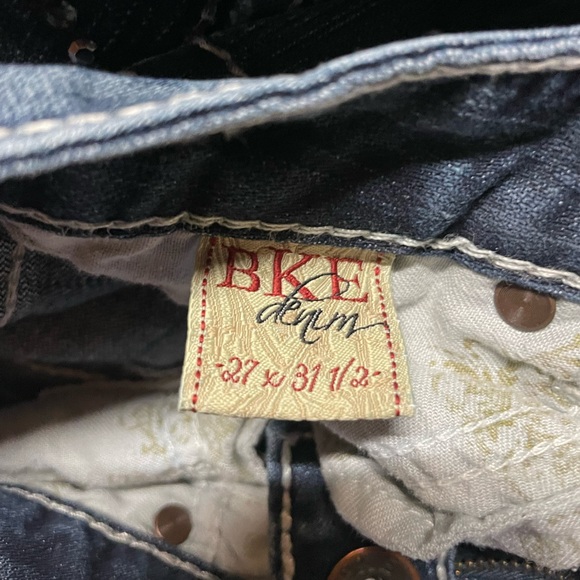 BKE
denim
-27 x 31 1/2-